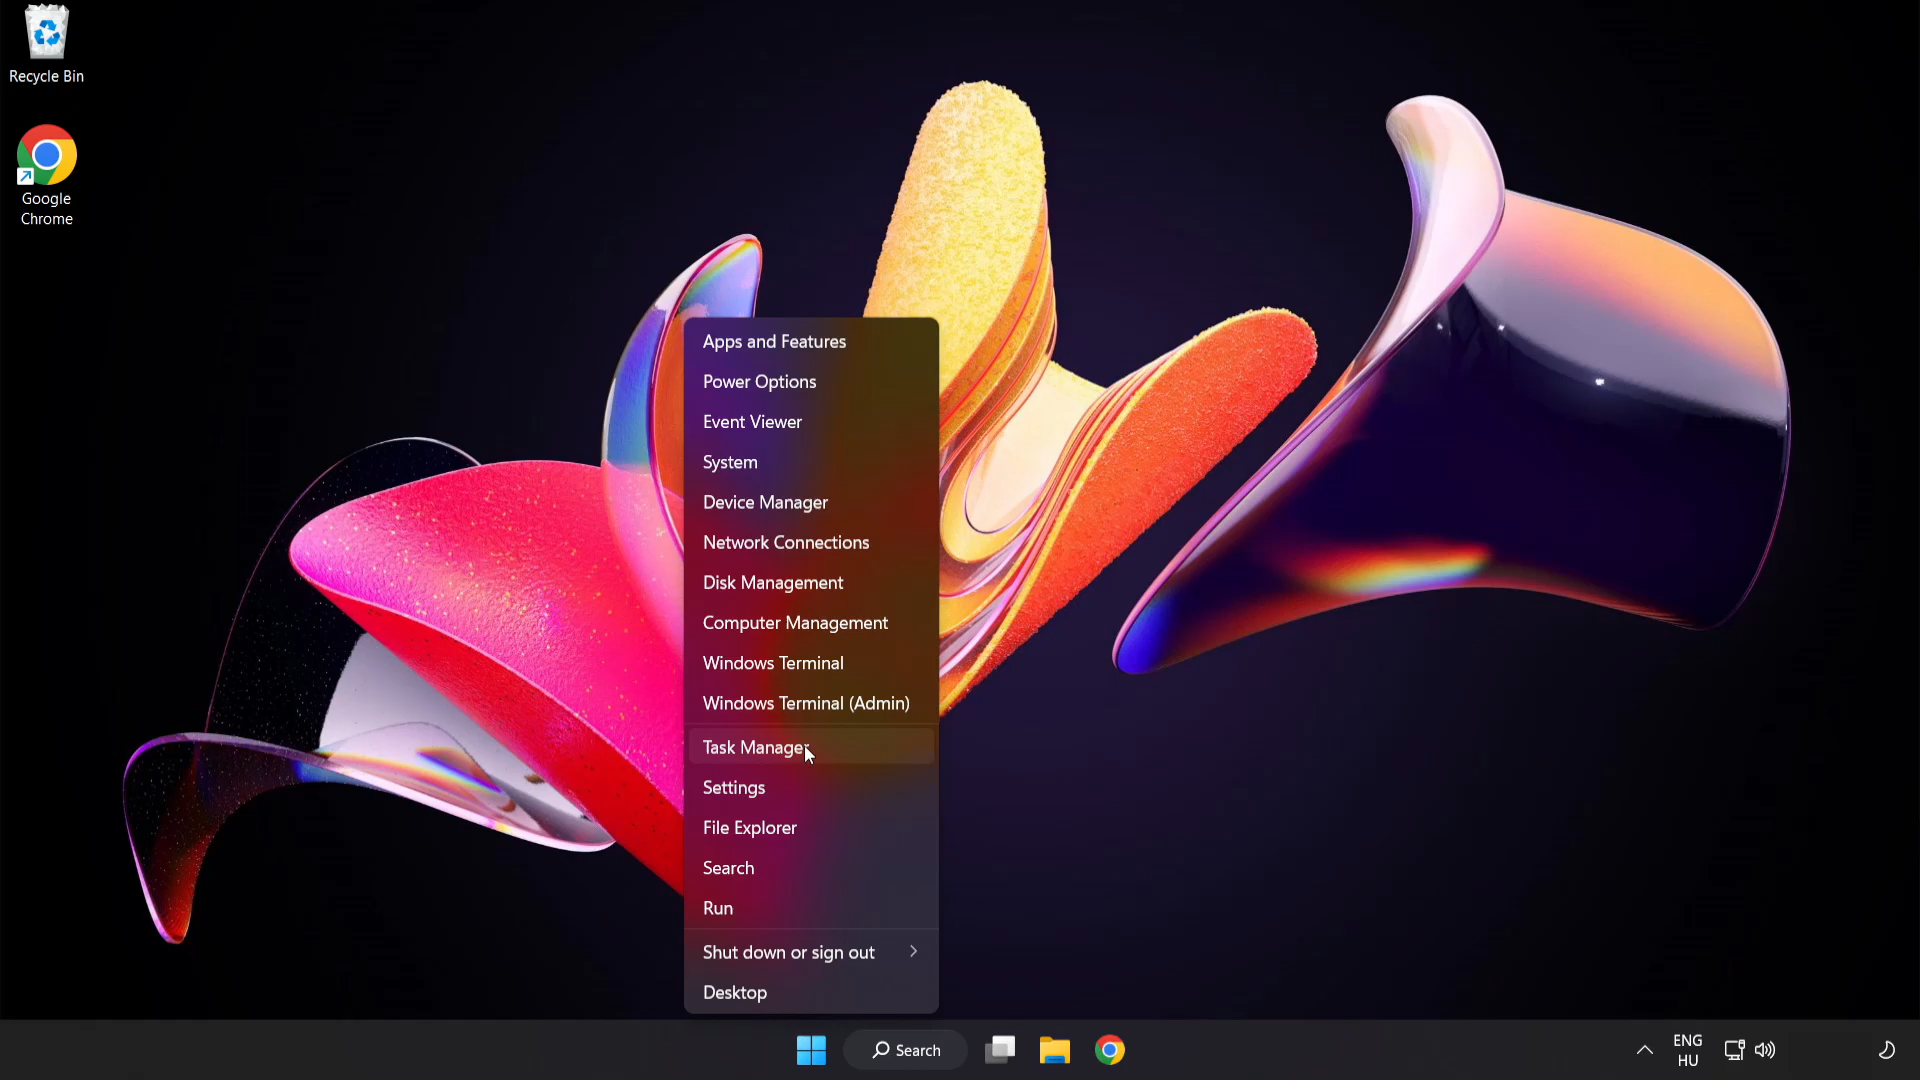 Recycle Bin
Google
Chrome
Apps and Features
Power Options
Event Viewer
System
Device Manager
Network Connections
Disk Management
Computer Management
Windows Terminal
Windows Terminal (Admin)
Task Manager
Settings
File Explorer
Search
Run
Shut down or sign out
Desktop
Search
ENG
HU